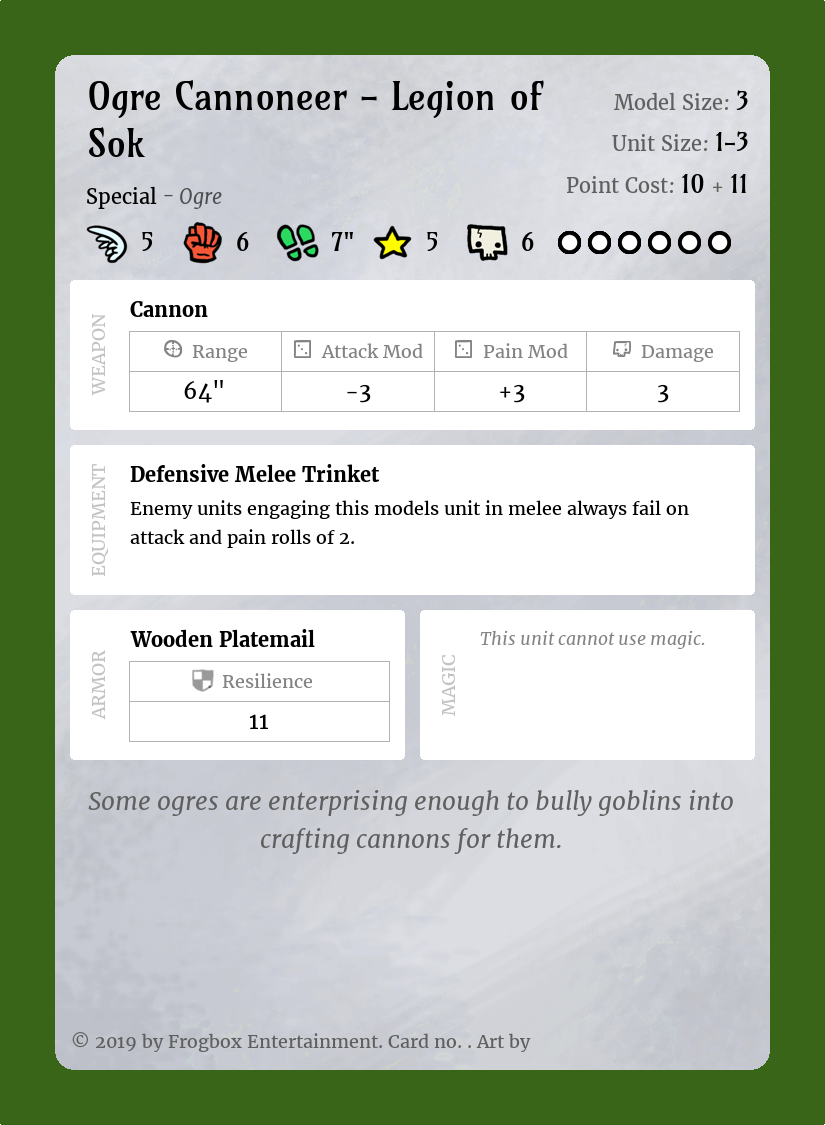 Ogre Cannoneer – Legion of
Sok
Model Size: 3
Unit Size: 1–3
Point Cost: 10 + 11
Special – Ogre
5 6 7" 5 6
WEAPON
Cannon
Range Attack Mod Pain Mod Damage
64" -3 +3 3
EQUIPMENT
Defensive Melee Trinket
Enemy units engaging this models unit in melee always fail on
attack and pain rolls of 2.
ARMOR
Wooden Platemail
Resilience
11
MAGIC
This unit cannot use magic.
Some ogres are enterprising enough to bully goblins into
crafting cannons for them.
© 2019 by Frogbox Entertainment. Card no. . Art by